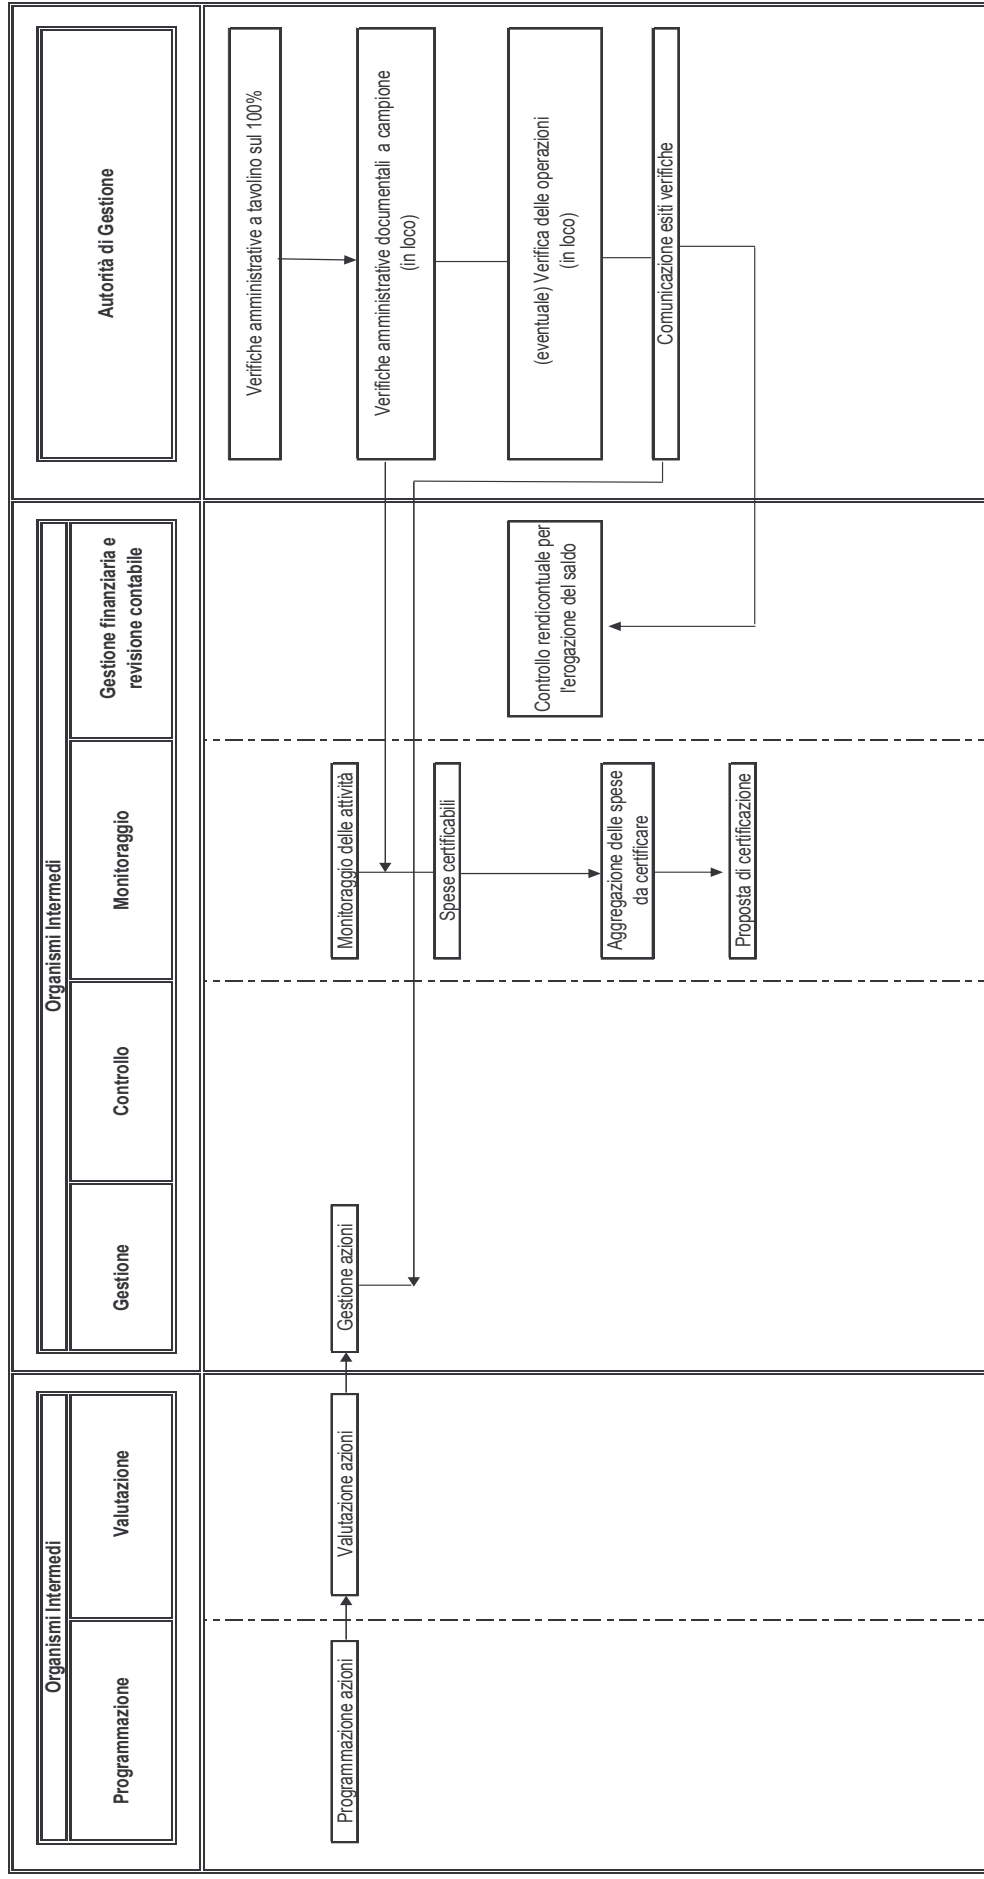 Organismi Intermedi
Programmazione
Valutazione
Organismi Intermedi
Gestione
Controllo
Monitoraggio
Gestione finanziaria e
revisione contabile
Autorità di Gestione
Verifiche amministrative a tavolino sul 100%
Programmazione azioni
Valutazione azioni
Gestione azioni
Monitoraggio delle attività
Verifiche amministrative documentali a campione
(in loco)
Spese certificabili
Controllo rendicontuale per
l'erogazione del saldo
(eventuale) Verifica delle operazioni
(in loco)
Aggregazione delle spese
da certificare
Comunicazione esiti verifiche
Proposta di certificazione